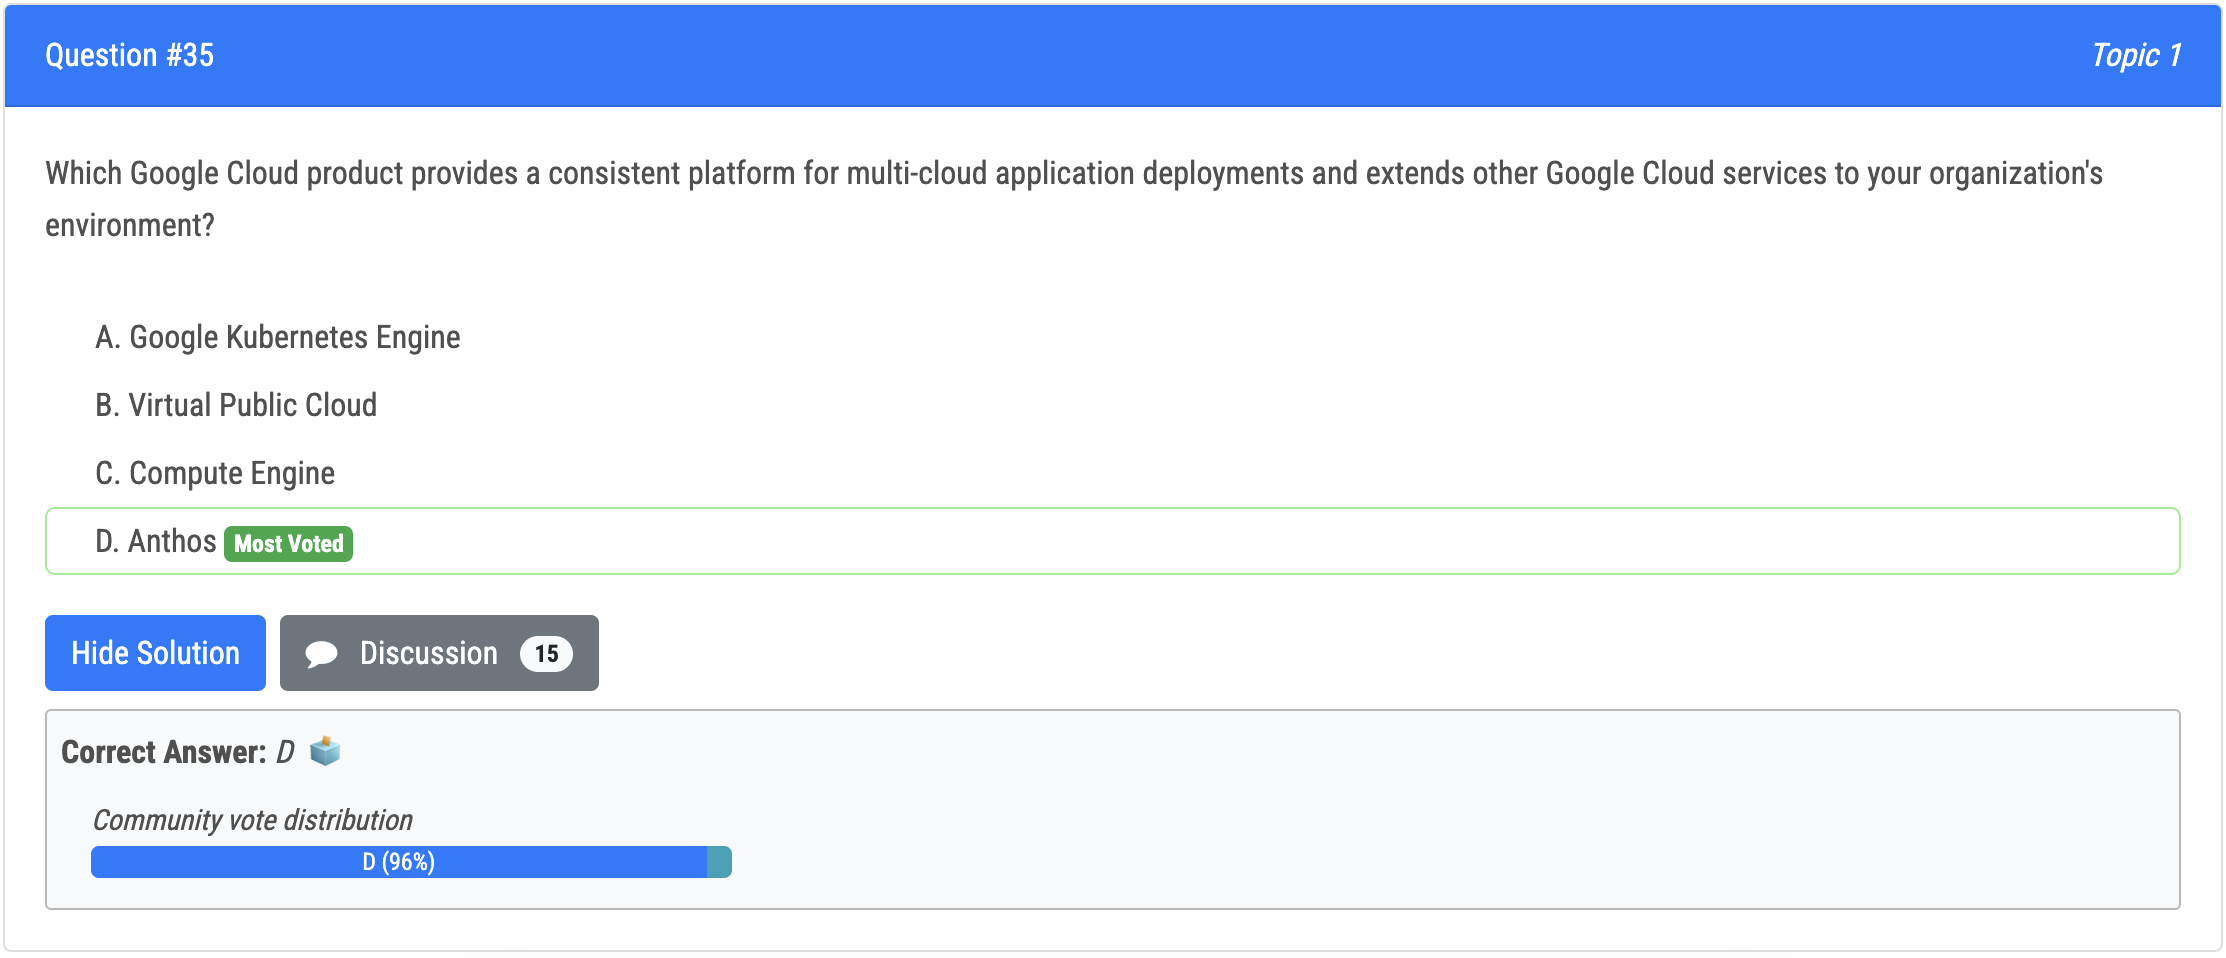 Question #35
Topic 1
Which Google Cloud product provides a consistent platform for multi-cloud application deployments and extends other Google Cloud services to your organization's
environment?
A. Google Kubernetes Engine
B. Virtual Public Cloud
C. Compute Engine
D. Anthos Most Voted
Hide Solution
Discussion 15
Correct Answer: D
Community vote distribution
D (96%)